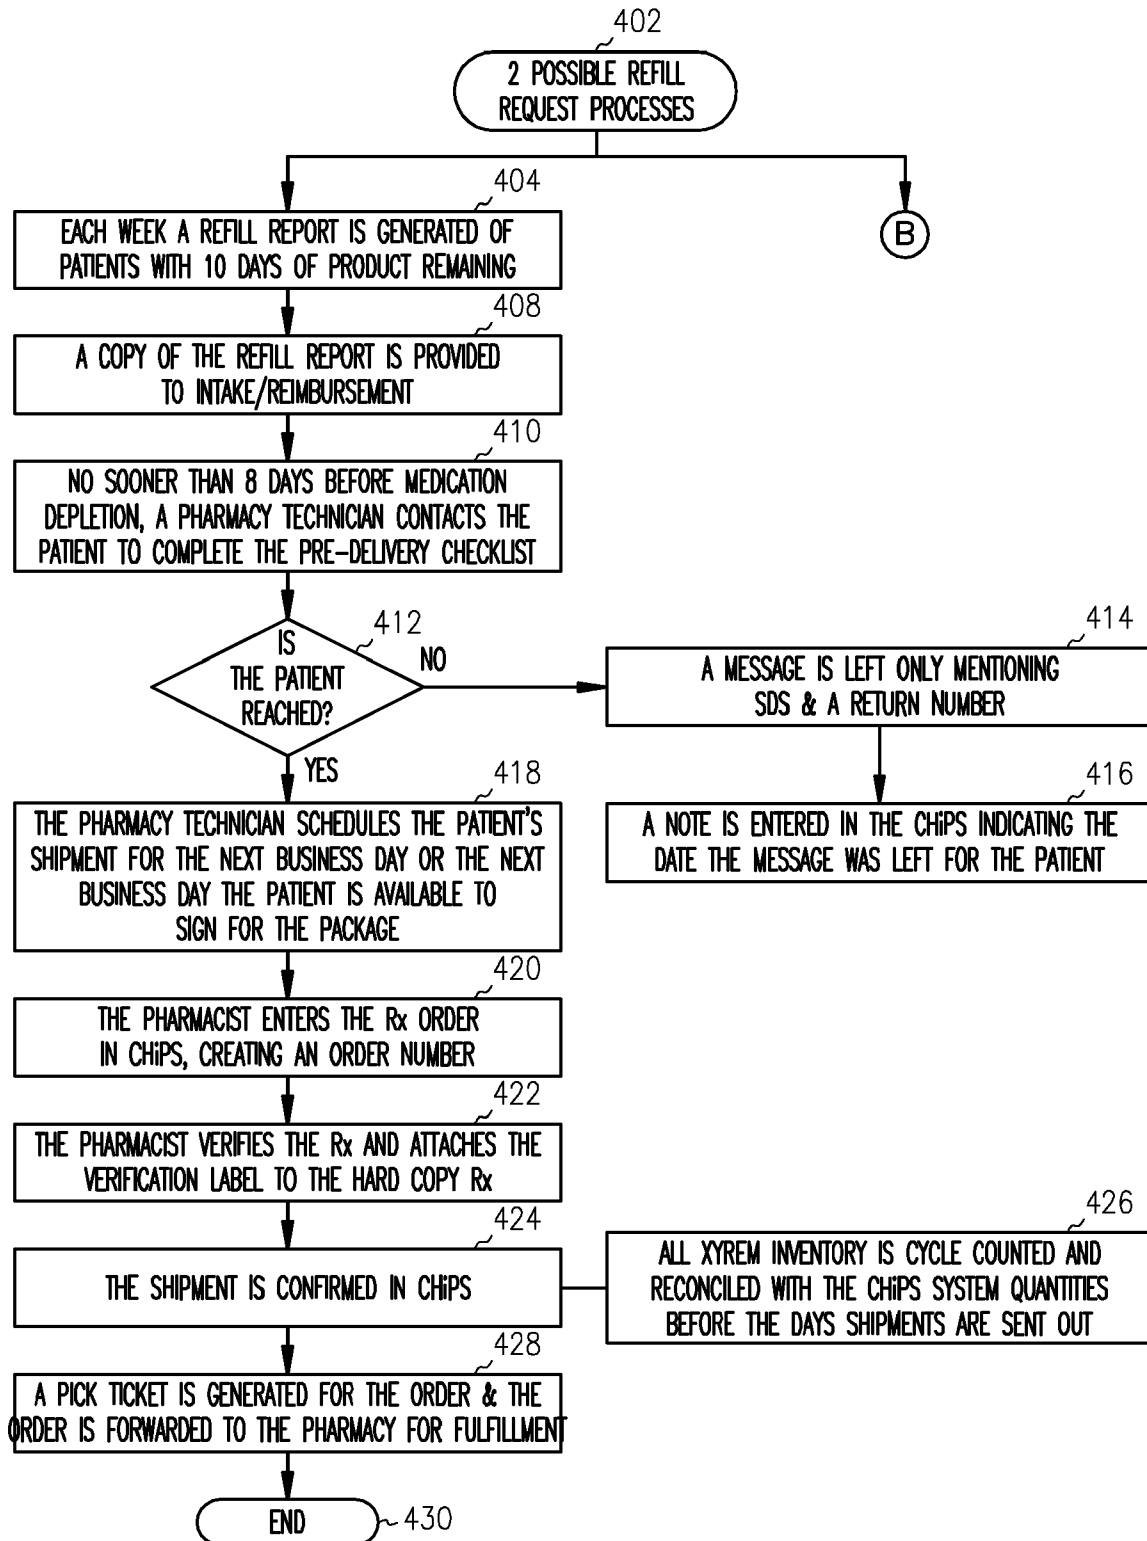 402
2 POSSIBLE REFILL
REQUEST PROCESSES
404
EACH WEEK A REFILL REPORT IS GENERATED OF
PATIENTS WITH 10 DAYS OF PRODUCT REMAINING
B
408
A COPY OF THE REFILL REPORT IS PROVIDED
TO INTAKE/REIMBURSEMENT
410
NO SOONER THAN 8 DAYS BEFORE MEDICATION
DEPLETION, A PHARMACY TECHNICIAN CONTACTS THE
PATIENT TO COMPLETE THE PRE-DELIVERY CHECKLIST
412
IS
THE PATIENT
REACHED?
NO
414
A MESSAGE IS LEFT ONLY MENTIONING
SDS & A RETURN NUMBER
416
A NOTE IS ENTERED IN THE CHiPS INDICATING THE
DATE THE MESSAGE WAS LEFT FOR THE PATIENT
YES
418
THE PHARMACY TECHNICIAN SCHEDULES THE PATIENT'S
SHIPMENT FOR THE NEXT BUSINESS DAY OR THE NEXT
BUSINESS DAY THE PATIENT IS AVAILABLE TO
SIGN FOR THE PACKAGE
420
THE PHARMACIST ENTERS THE Rx ORDER
IN CHiPS, CREATING AN ORDER NUMBER
422
THE PHARMACIST VERIFIES THE Rx AND ATTACHES THE
VERIFICATION LABEL TO THE HARD COPY Rx
424
THE SHIPMENT IS CONFIRMED IN CHiPS
426
ALL XYREM INVENTORY IS CYCLE COUNTED AND
RECONCILED WITH THE CHiPS SYSTEM QUANTITIES
BEFORE THE DAYS SHIPMENTS ARE SENT OUT
428
A PICK TICKET IS GENERATED FOR THE ORDER & THE
ORDER IS FORWARDED TO THE PHARMACY FOR FULFILLMENT
END
430